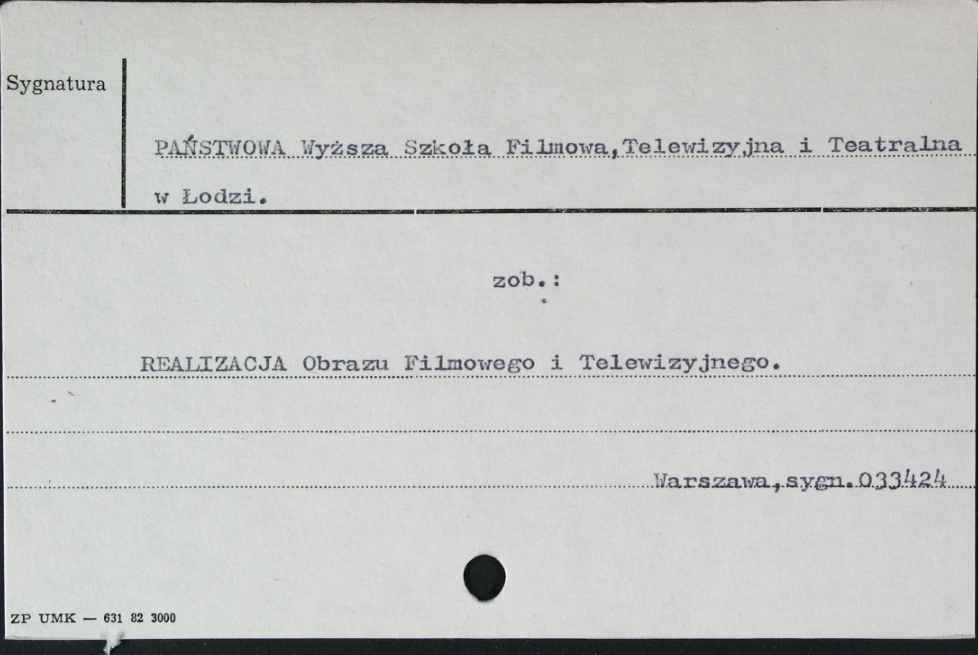 Sygnatura
PAŃSTWOWA Wyższa Szkoła Filmowa,Telewizyjna i Teatralna
w Łodzi.
zob.:
REALIZACJA Obrazu Filmowego i Telewizyjnego.
Warszawa,sygn.033424
ZP UMK — 631 82 3000